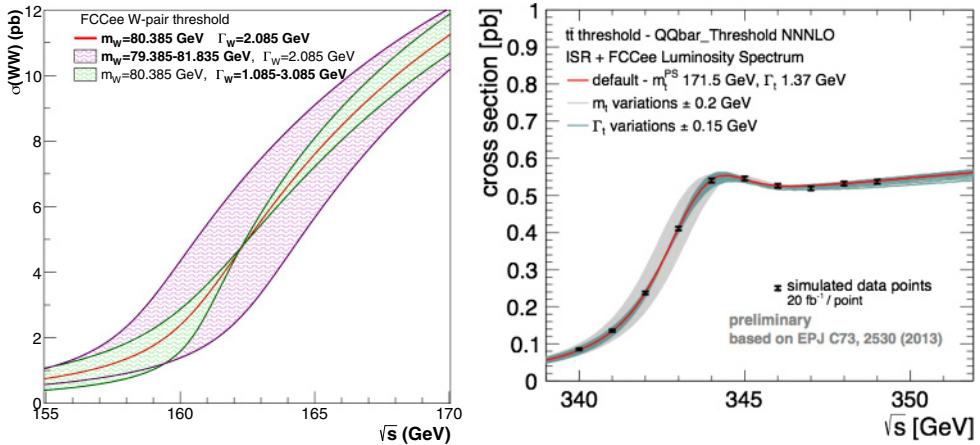 FCCee W-pair threshold
m_W=80.385 GeV Γ_W=2.085 GeV
m_W=79.385-81.835 GeV, Γ_W=2.085 GeV
m_W=80.385 GeV, Γ_W=1.085-3.085 GeV
σ(WW) (pb)
12
10
8
6
4
2
0
155
160
165
170
√s (GeV)
tt̄ threshold - QQbar_Threshold NNNLO
ISR + FCCee Luminosity Spectrum
default - m_t^PS 171.5 GeV, Γ_t 1.37 GeV
m_t variations ± 0.2 GeV
Γ_t variations ± 0.15 GeV
cross section [pb]
1
0.9
0.8
0.7
0.6
0.5
0.4
0.3
0.2
0.1
0
simulated data points
20 fb⁻¹ / point
preliminary
based on EPJ C73, 2530 (2013)
340
345
350
√s [GeV]